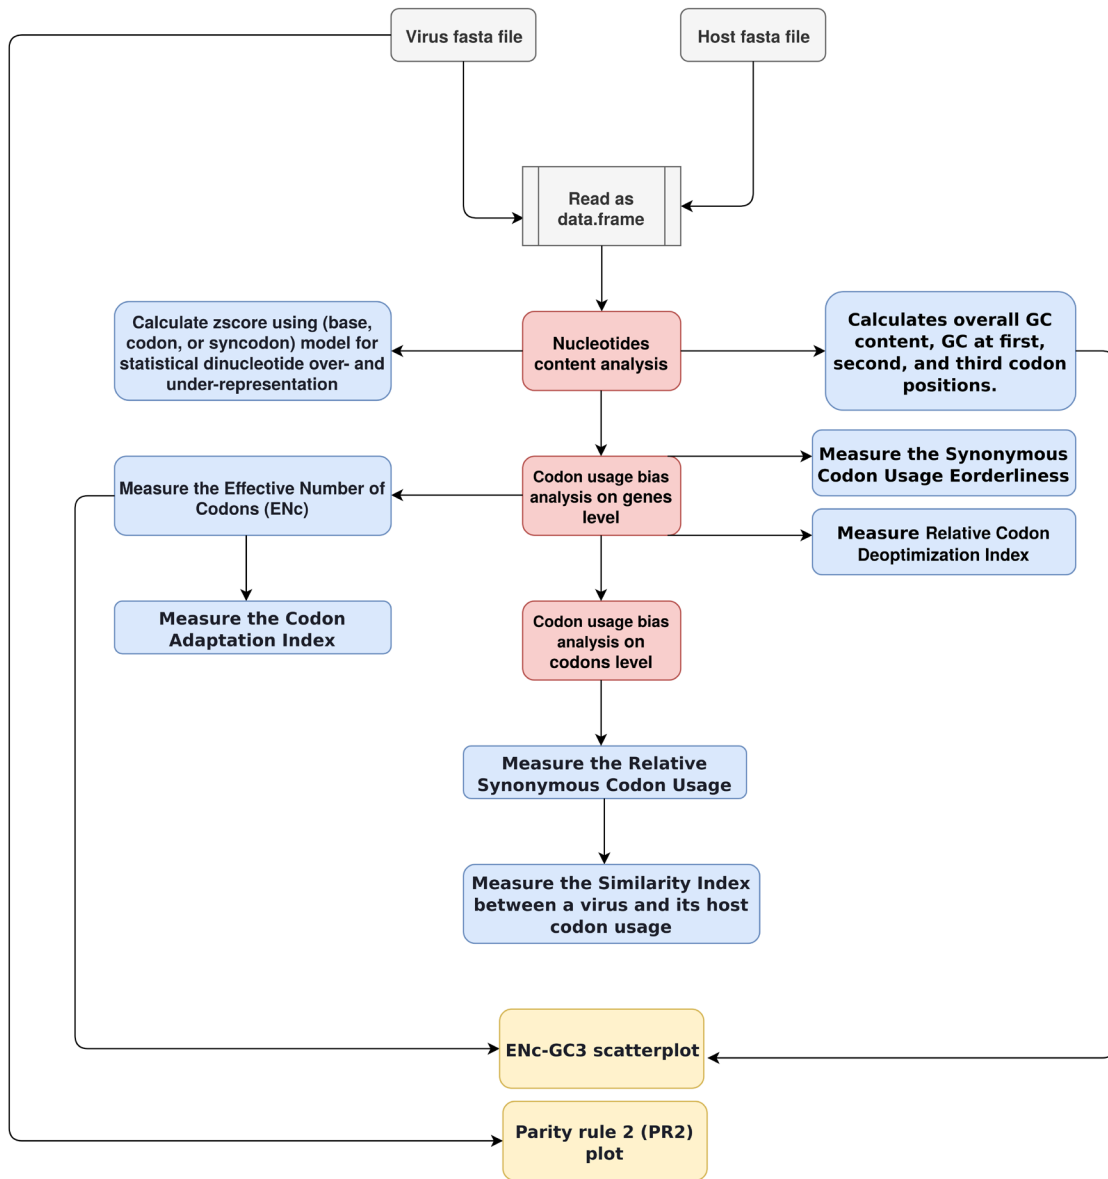 Virus fasta file
Host fasta file
Read as
data.frame
Calculate zscore using (base,
codon, or syncodon) model for
statistical dinucleotide over- and
under-representation
Nucleotides
content analysis
Calculates overall GC
content, GC at first,
second, and third codon
positions.
Measure the Effective Number of
Codons (ENc)
Codon usage bias
analysis on genes
level
Measure the Synonymous
Codon Usage Eorderliness
Measure Relative Codon
Deoptimization Index
Measure the Codon
Adaptation Index
Codon usage bias
analysis on
codons level
Measure the Relative
Synonymous Codon Usage
Measure the Similarity Index
between a virus and its host
codon usage
ENc-GC3 scatterplot
Parity rule 2 (PR2)
plot